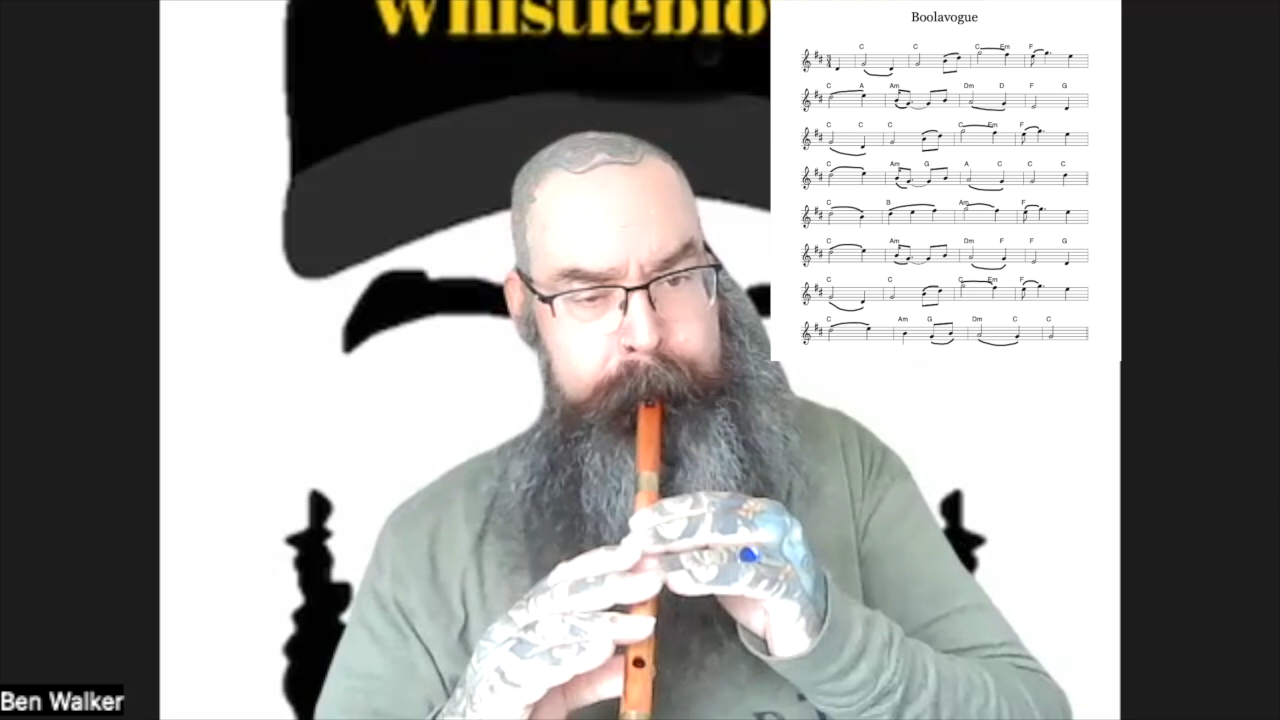 Whistleblo
Boolavogue
C C C Em F
C A Am Dm D F G
C C C C Em F
C Am G A C C C
C B Am F
C Am Dm F F G
C C C Em F
C Am G Dm C C
Ben Walker